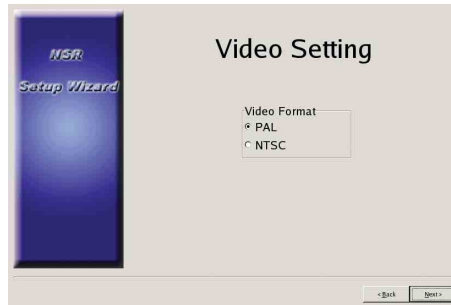 NSR
Setup Wizard
Video Setting
Video Format
PAL
NTSC
< Back
Next >